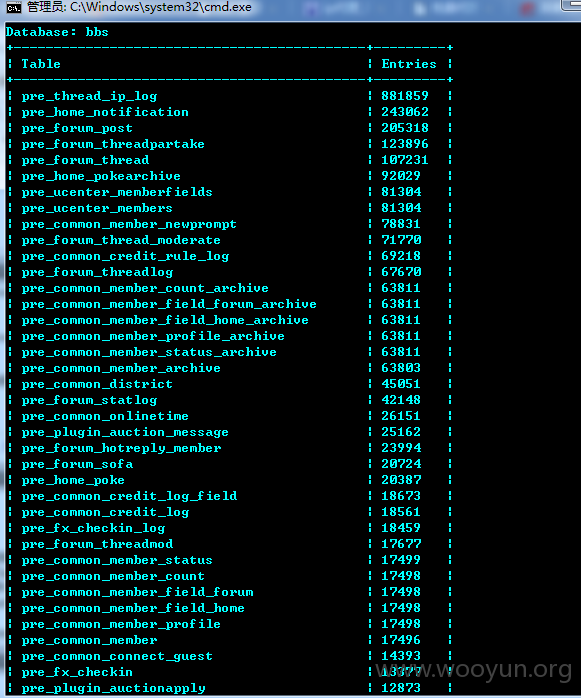 管理员: C:\Windows\system32\cmd.exe
Database: bbs
Table Entries
pre_thread_ip_log 881859
pre_home_notification 243062
pre_forum_post 205318
pre_forum_threadpartake 123896
pre_forum_thread 107231
pre_home_pokearchive 92029
pre_ucenter_memberfields 81304
pre_ucenter_members 81304
pre_common_member_newprompt 78831
pre_forum_thread_moderate 71770
pre_common_credit_rule_log 69218
pre_forum_threadlog 67670
pre_common_member_count_archive 63811
pre_common_member_field_forum_archive 63811
pre_common_member_field_home_archive 63811
pre_common_member_profile_archive 63811
pre_common_member_status_archive 63811
pre_common_member_archive 63803
pre_common_district 45051
pre_forum_statlog 42148
pre_common_onlinetime 26151
pre_plugin_auction_message 25162
pre_forum_hotreply_member 23994
pre_forum_sofa 20724
pre_home_poke 20387
pre_common_credit_log_field 18673
pre_common_credit_log 18561
pre_fx_checkin_log 18459
pre_forum_threadmod 17677
pre_common_member_status 17499
pre_common_member_count 17498
pre_common_member_field_forum 17498
pre_common_member_field_home 17498
pre_common_member_profile 17498
pre_common_member 17496
pre_common_connect_guest 14393
pre_fx_checkin
pre_plugin_auctionapply 12873
www.wooyun.org